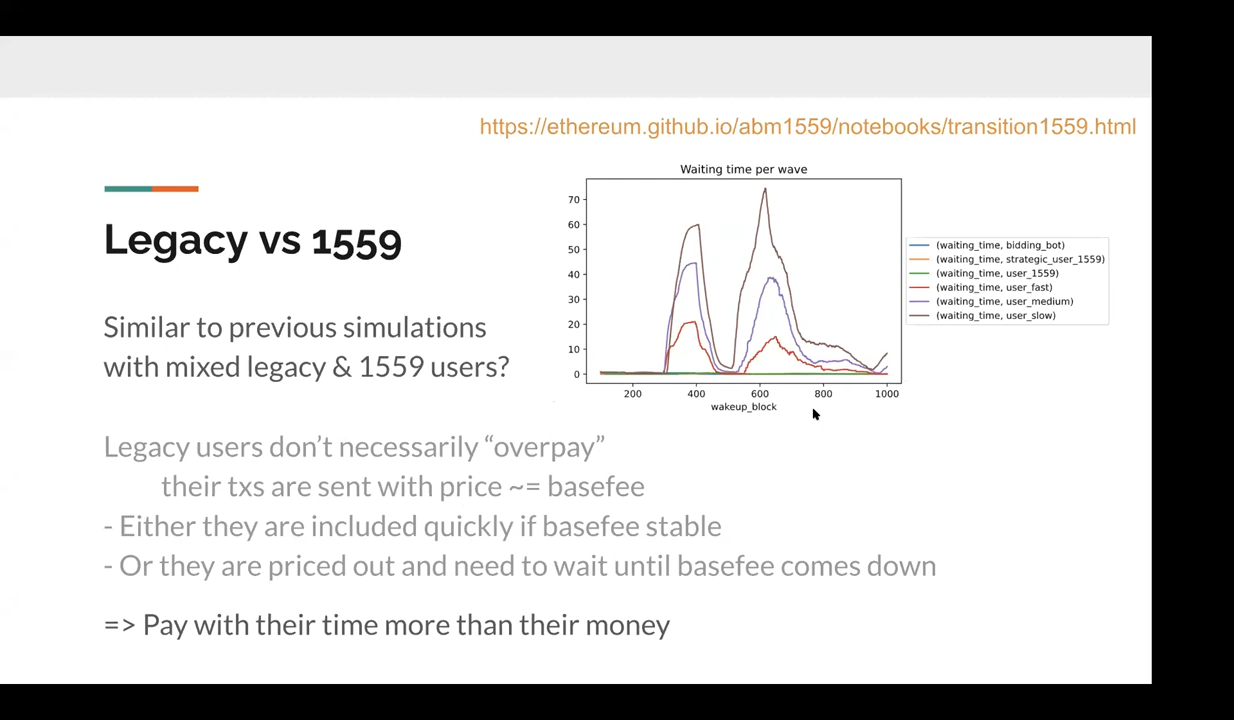 https://ethereum.github.io/abm1559/notebooks/transition1559.html
Legacy vs 1559
Similar to previous simulations
with mixed legacy & 1559 users?
Waiting time per wave
70
60
50
40
30
20
10
0
200 400 600 800 1000
wakeup_block
(waiting_time, bidding_bot)
(waiting_time, strategic_user_1559)
(waiting_time, user_1559)
(waiting_time, user_fast)
(waiting_time, user_medium)
(waiting_time, user_slow)
Legacy users don’t necessarily “overpay”
their txs are sent with price ~= basefee
- Either they are included quickly if basefee stable
- Or they are priced out and need to wait until basefee comes down
=> Pay with their time more than their money